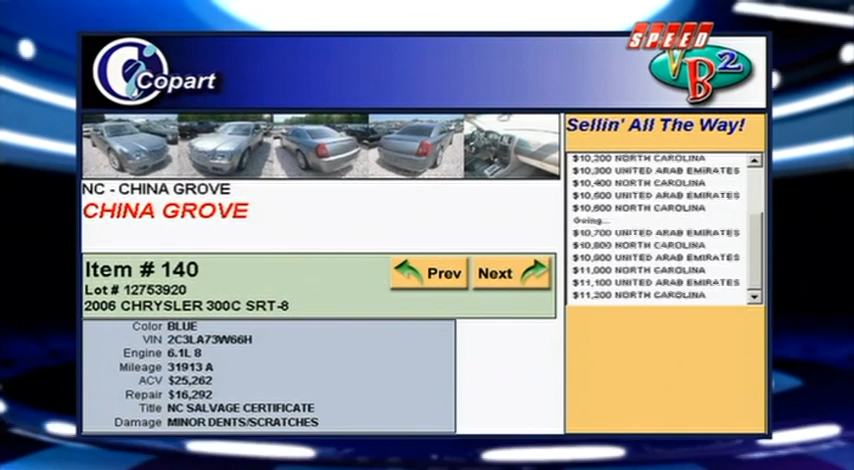 SPEED
VB2
Copart
Sellin' All The Way!
NC - CHINA GROVE
CHINA GROVE
Item # 140
Lot # 12753920
2006 CHRYSLER 300C SRT-8
Prev
Next
Color BLUE
VIN 2C3LA73W66H
Engine 6.1L 8
Mileage 31913 A
ACV $25,262
Repair $16,292
Title NC SALVAGE CERTIFICATE
Damage MINOR DENTS/SCRATCHES
$10,200 NORTH CAROLINA
$10,300 UNITED ARAB EMIRATES
$10,400 NORTH CAROLINA
$10,500 UNITED ARAB EMIRATES
$10,600 NORTH CAROLINA
Going...
$10,700 UNITED ARAB EMIRATES
$10,800 NORTH CAROLINA
$10,900 UNITED ARAB EMIRATES
$11,000 NORTH CAROLINA
$11,100 UNITED ARAB EMIRATES
$11,200 NORTH CAROLINA